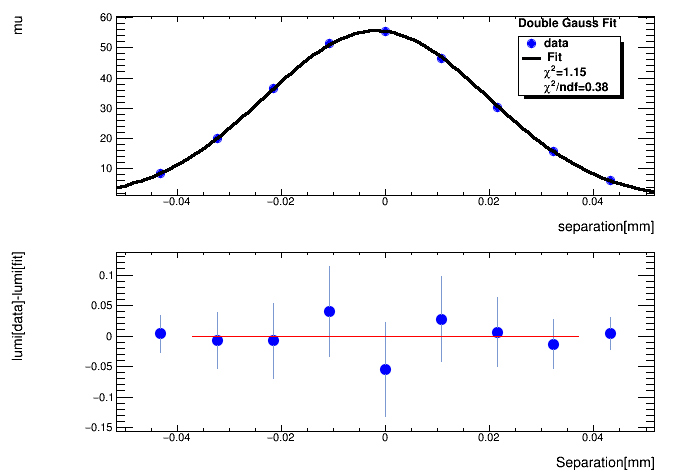 mu
60
50
40
30
20
10
Double Gauss Fit
data
Fit
χ²=1.15
χ²/ndf=0.38
−0.04 −0.02 0 0.02 0.04
separation[mm]
lumi[data]-lumi[fit]
0.1
0.05
0
−0.05
−0.1
−0.15
−0.04 −0.02 0 0.02 0.04
Separation[mm]